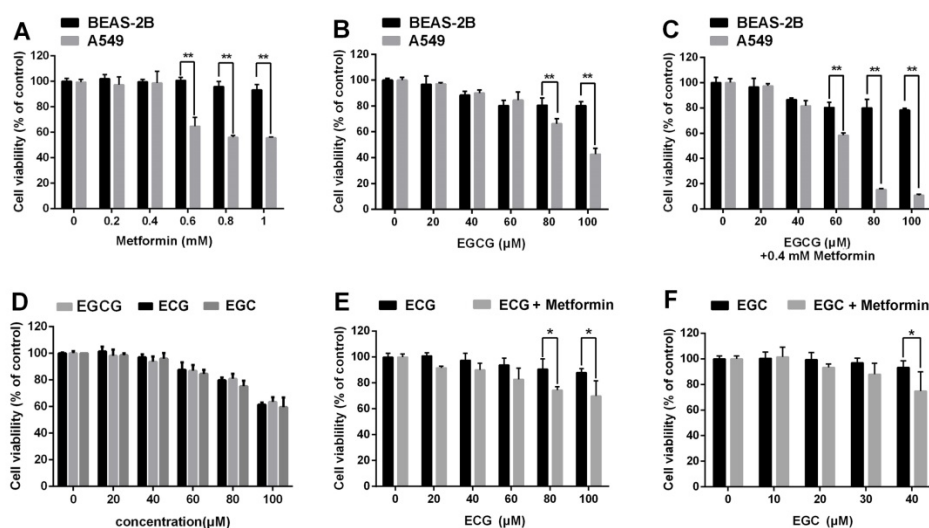 A
BEAS-2B
A549
Cell viablility (% of control)
120
100
80
60
40
20
0
** ** **
0 0.2 0.4 0.6 0.8 1
Metformin (mM)
B
BEAS-2B
A549
Cell viablility (% of control)
120
100
80
60
40
20
0
** **
0 20 40 60 80 100
EGCG (µM)
C
BEAS-2B
A549
Cell viablility (% of control)
120
100
80
60
40
20
0
** ** **
0 20 40 60 80 100
EGCG (µM)
+0.4 mM Metformin
D
EGCG ECG EGC
Cell viablility (% of control)
120
100
80
60
40
20
0
0 20 40 60 80 100
concentration(µM)
E
ECG ECG + Metformin
Cell viablility (% of control)
120
100
80
60
40
20
0
* *
0 20 40 60 80 100
ECG (µM)
F
EGC EGC + Metformin
Cell viablility (% of control)
120
100
80
60
40
20
0
*
0 10 20 30 40
EGC (µM)